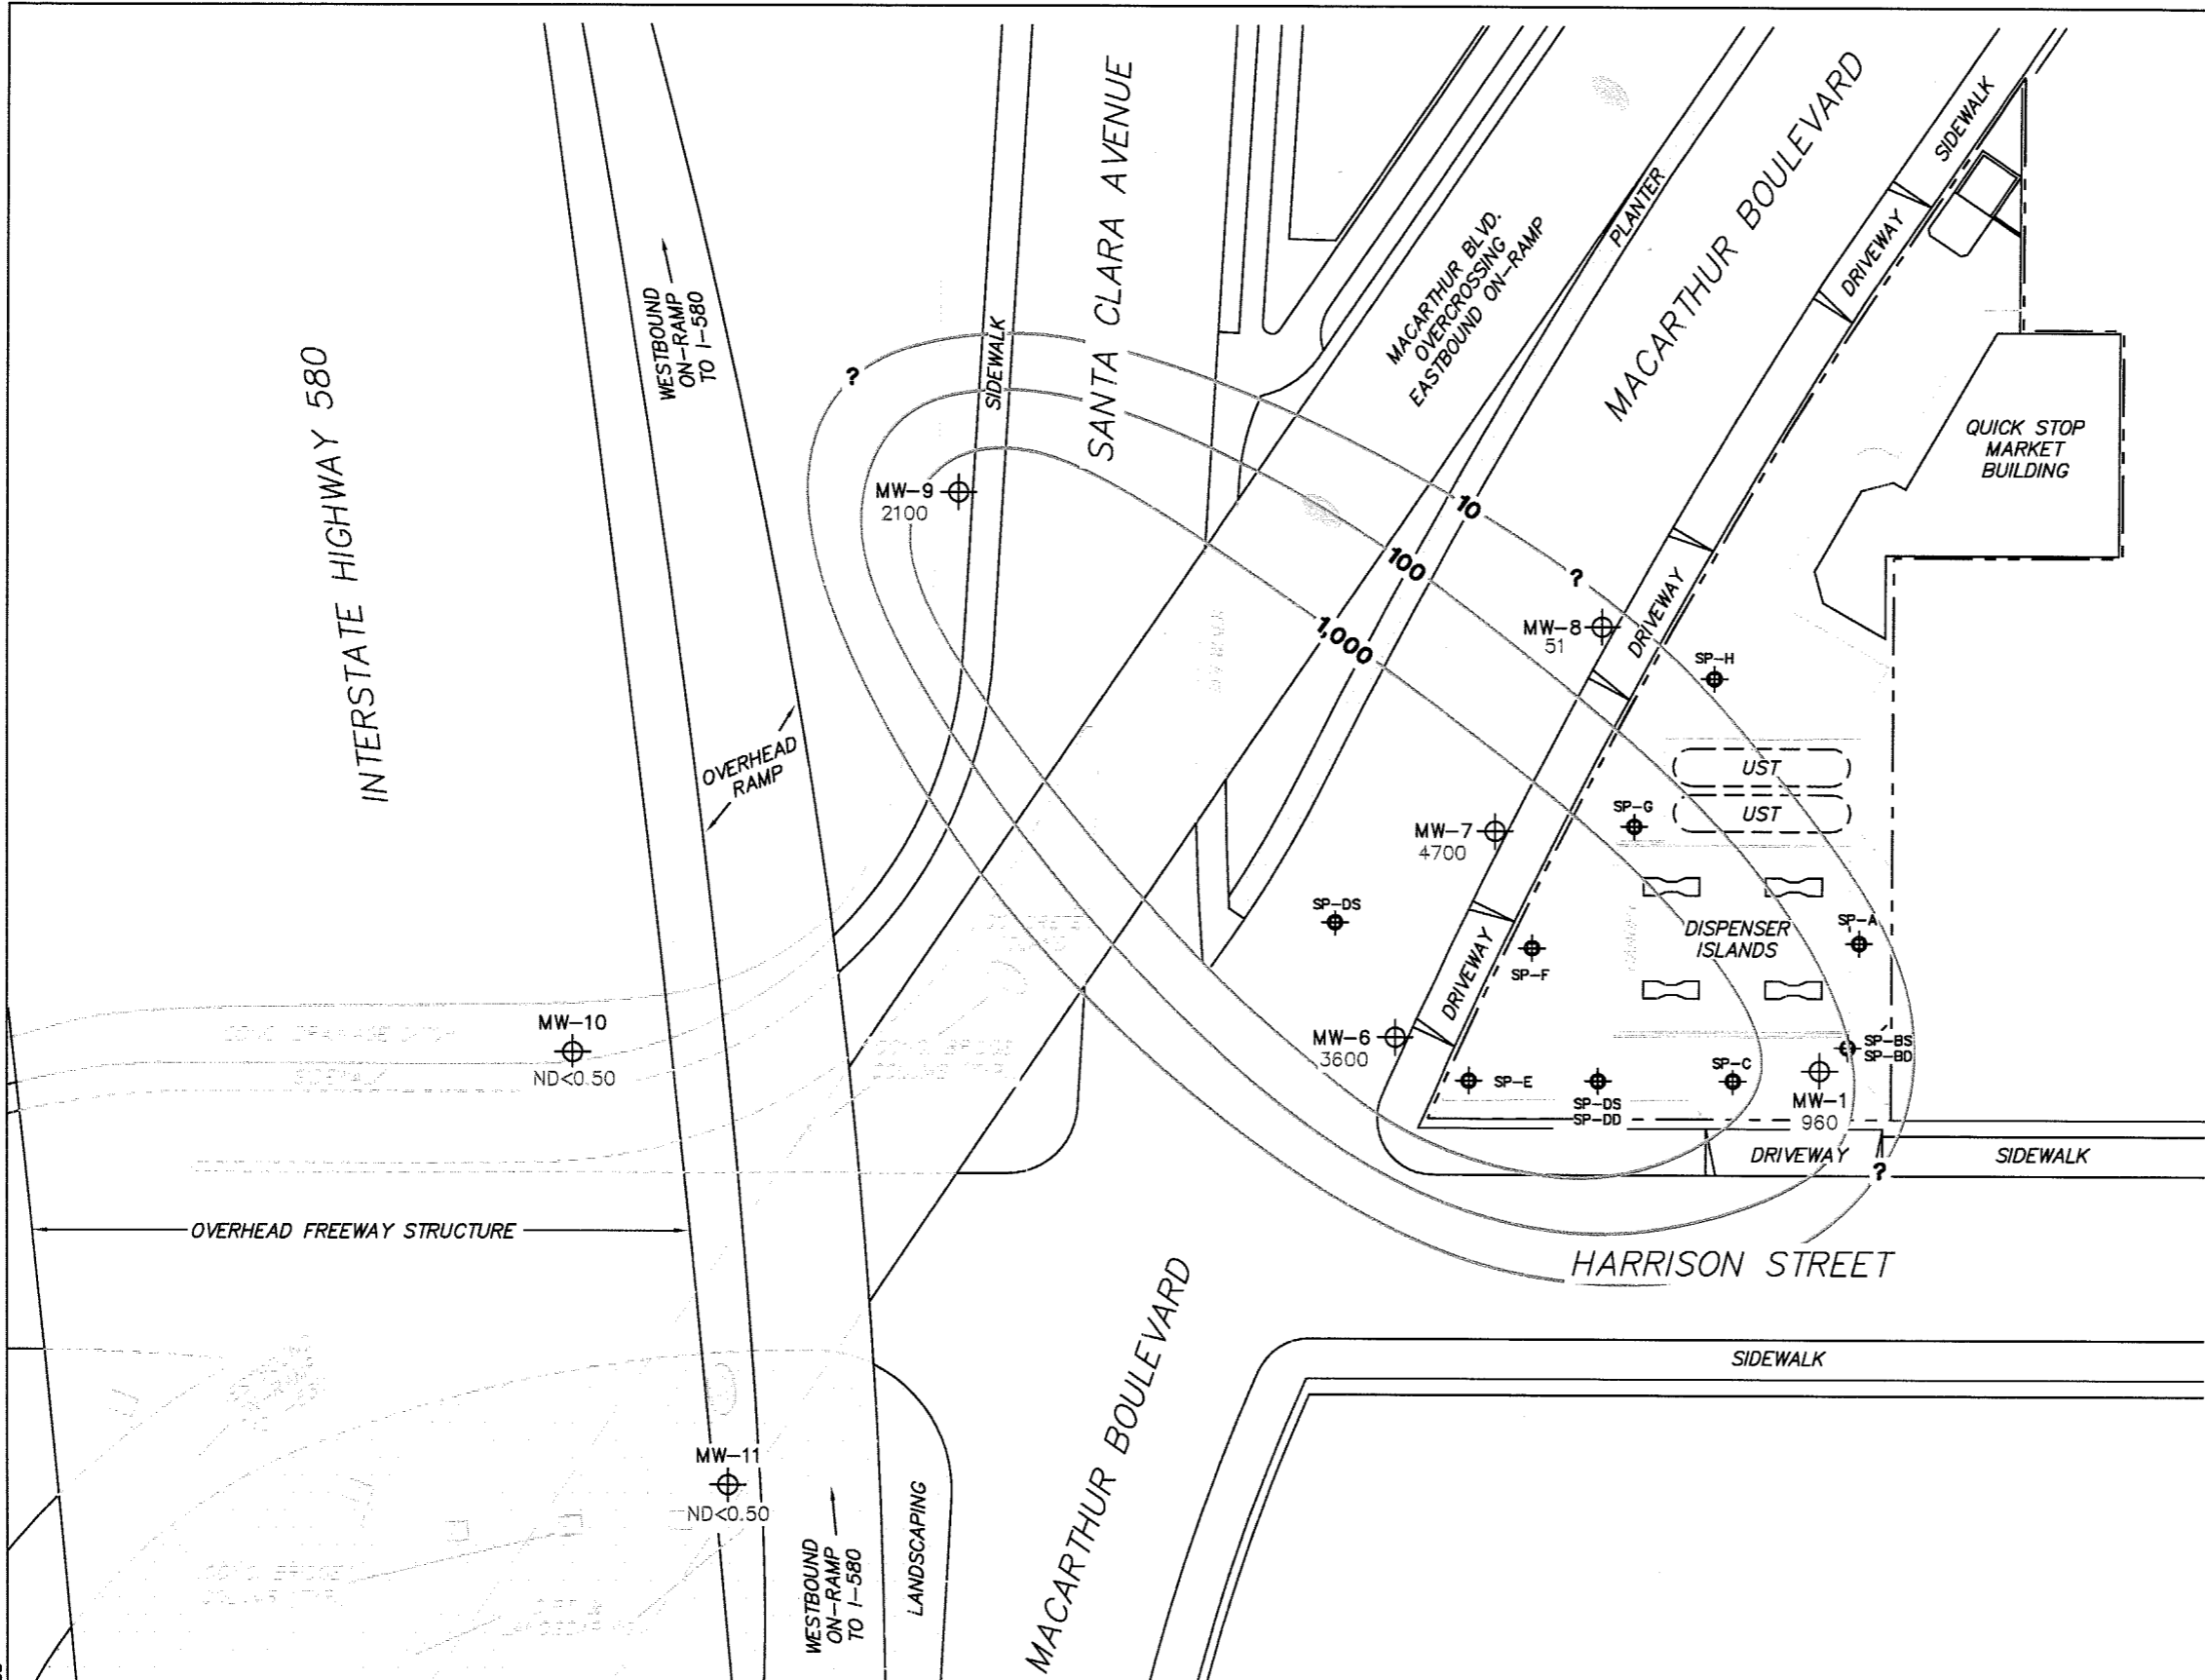 INTERSTATE HIGHWAY 580
WESTBOUND
ON-RAMP
TO I-580
SIDEWALK
SANTA CLARA AVENUE
MACARTHUR BLVD.
OVERCROSSING
EASTBOUND ON-RAMP
PLANTER
MACARTHUR BOULEVARD
SIDEWALK
DRIVEWAY
QUICK STOP
MARKET
BUILDING
?
MW-9
2100
10
100
1,000
?
MW-8
51
DRIVEWAY
SP-H
OVERHEAD
RAMP
UST
UST
SP-G
MW-7
4700
SP-DS
SP-F
DRIVEWAY
DISPENSER
ISLANDS
SP-A
MW-10
ND<0.50
MW-6
3600
SP-E
SP-DS
SP-DD
SP-C
SP-BS
SP-BD
MW-1
960
DRIVEWAY
?
SIDEWALK
OVERHEAD FREEWAY STRUCTURE
HARRISON STREET
SIDEWALK
MACARTHUR BOULEVARD
MW-11
ND<0.50
WESTBOUND
ON-RAMP
TO I-580
LANDSCAPING